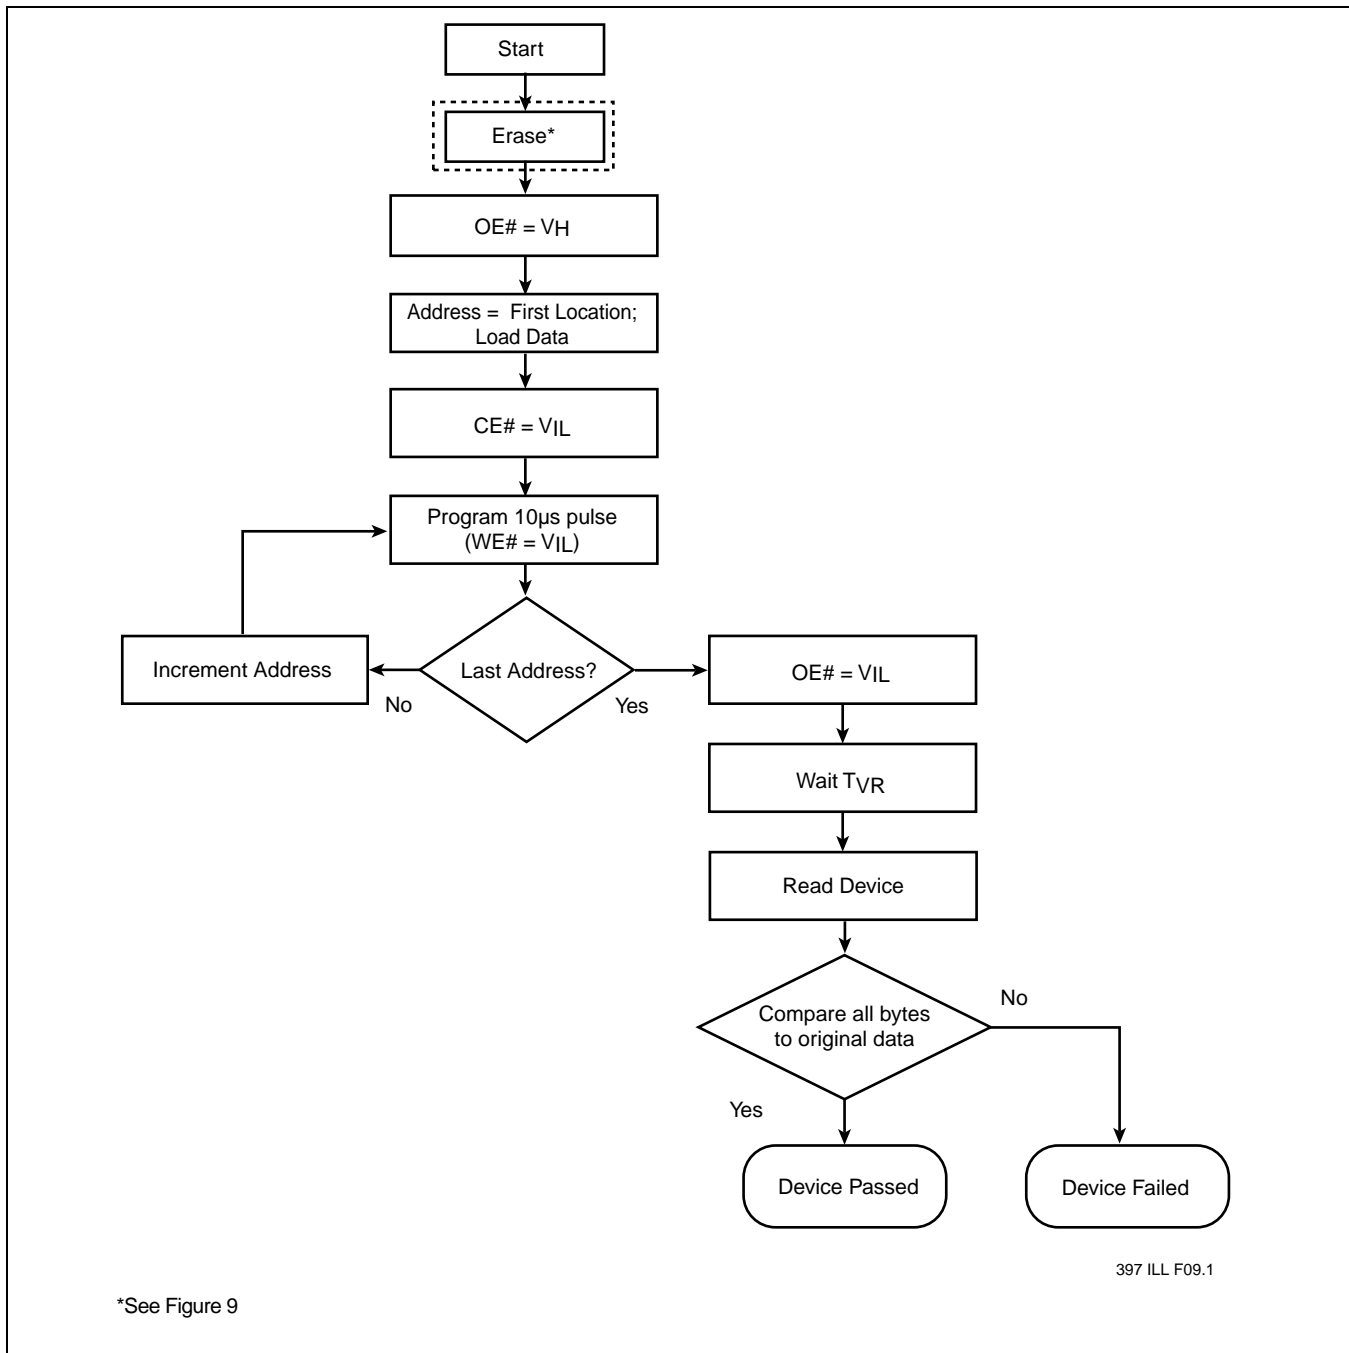 Start
Erase*
OE# = VH
Address = First Location;
Load Data
CE# = VIL
Program 10µs pulse
(WE# = VIL)
Increment Address
No
Last Address?
Yes
OE# = VIL
Wait TVR
Read Device
Compare all bytes
to original data
No
Yes
Device Passed
Device Failed
397 ILL F09.1
*See Figure 9